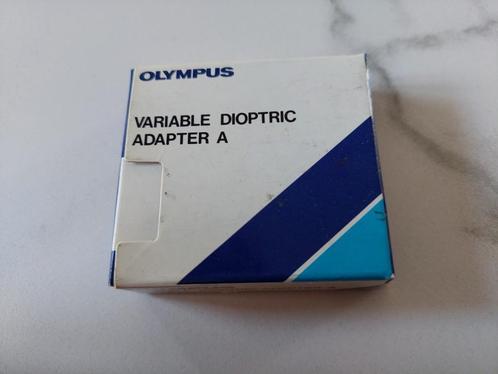 OLYMPUS
VARIABLE DIOPTRIC
ADAPTER A